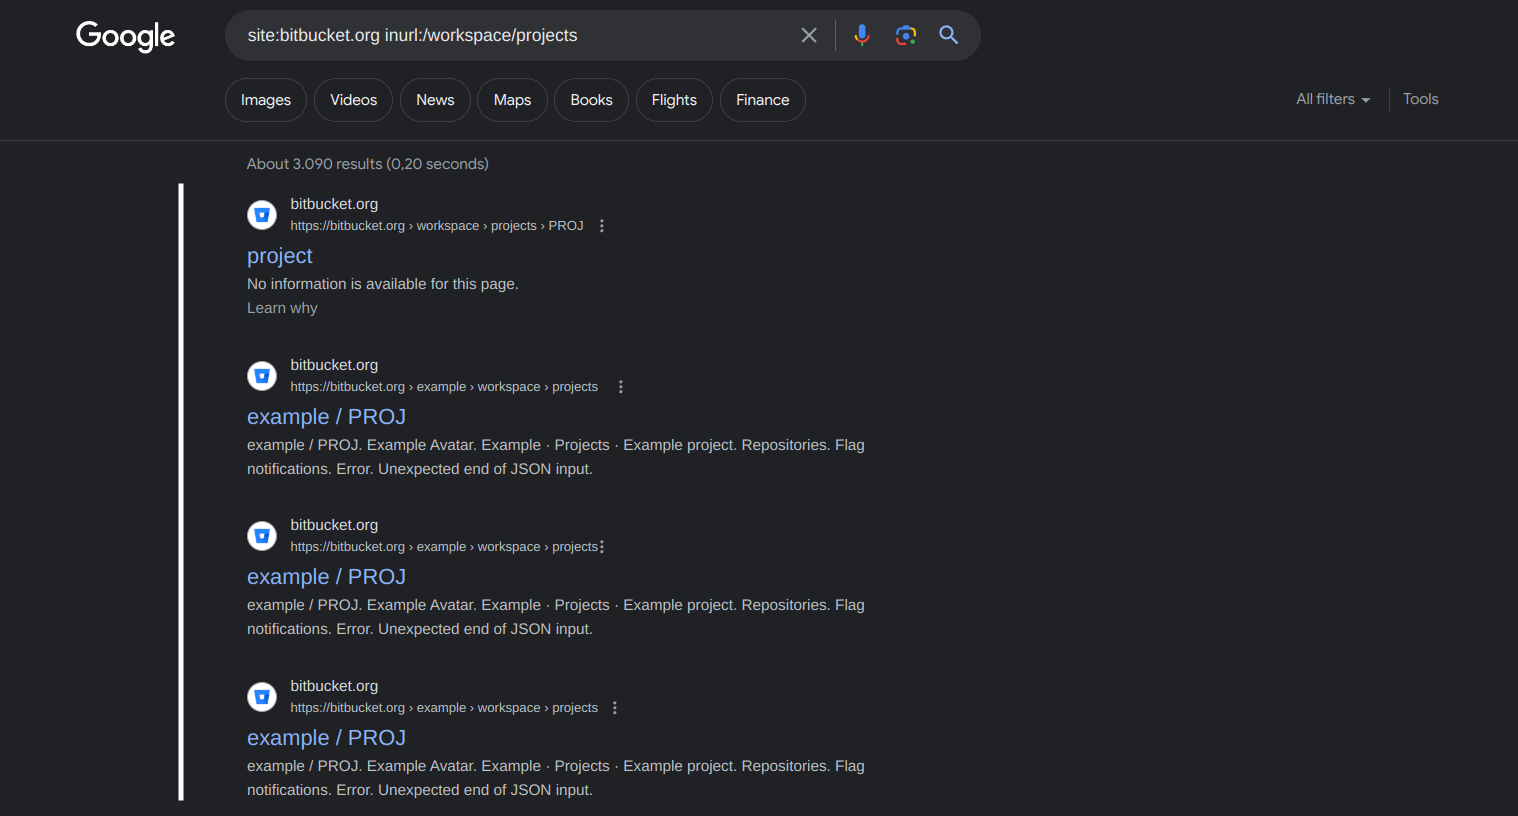 Google
site:bitbucket.org inurl:/workspace/projects
Images Videos News Maps Books Flights Finance All filters Tools
About 3.090 results (0,20 seconds)
bitbucket.org
https://bitbucket.org › workspace › projects › PROJ
project
No information is available for this page.
Learn why
bitbucket.org
https://bitbucket.org › example › workspace › projects
example / PROJ
example / PROJ. Example Avatar. Example · Projects · Example project. Repositories. Flag
notifications. Error. Unexpected end of JSON input.
bitbucket.org
https://bitbucket.org › example › workspace › projects
example / PROJ
example / PROJ. Example Avatar. Example · Projects · Example project. Repositories. Flag
notifications. Error. Unexpected end of JSON input.
bitbucket.org
https://bitbucket.org › example › workspace › projects
example / PROJ
example / PROJ. Example Avatar. Example · Projects · Example project. Repositories. Flag
notifications. Error. Unexpected end of JSON input.